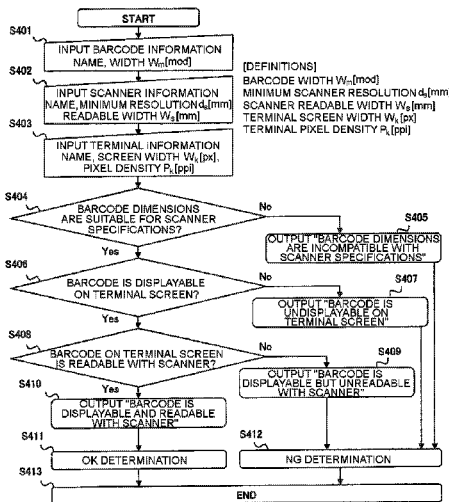 START
S401
INPUT BARCODE INFORMATION
NAME, WIDTH Wm[mod]
S402
INPUT SCANNER INFORMATION
NAME, MINIMUM RESOLUTION ds[mm]
READABLE WIDTH Ws[mm]
S403
INPUT TERMINAL INFORMATION
NAME, SCREEN WIDTH Wk[px]
PIXEL DENSITY Pk[ppi]
[DEFINITIONS]
BARCODE WIDTH Wm[mod]
MINIMUM SCANNER RESOLUTION ds[mm]
SCANNER READABLE WIDTH Ws[mm]
TERMINAL SCREEN WIDTH Wk[px]
TERMINAL PIXEL DENSITY Pk[ppi]
S404
BARCODE DIMENSIONS
ARE SUITABLE FOR SCANNER
SPECIFICATIONS?
No
Yes
S405
OUTPUT "BARCODE DIMENSIONS
ARE INCOMPATIBLE WITH
SCANNER SPECIFICATIONS"
S406
BARCODE IS DISPLAYABLE
ON TERMINAL SCREEN?
No
Yes
S407
OUTPUT "BARCODE IS
UNDISPLAYABLE ON
TERMINAL SCREEN"
S408
BARCODE ON TERMINAL SCREEN
IS READABLE WITH SCANNER?
No
Yes
S409
OUTPUT "BARCODE IS
DISPLAYABLE BUT UNREADABLE
WITH SCANNER"
S410
OUTPUT "BARCODE IS
DISPLAYABLE AND READABLE
WITH SCANNER"
S411
OK DETERMINATION
S412
NG DETERMINATION
S413
END